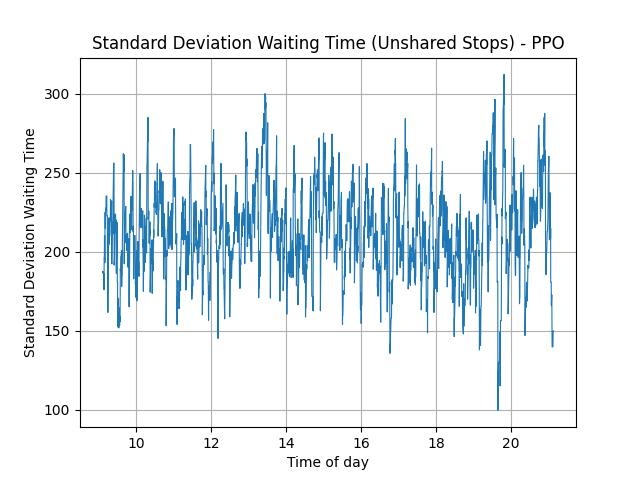 Standard Deviation Waiting Time (Unshared Stops) - PPO
Standard Deviation Waiting Time
300
250
200
150
100
10 12 14 16 18 20
Time of day